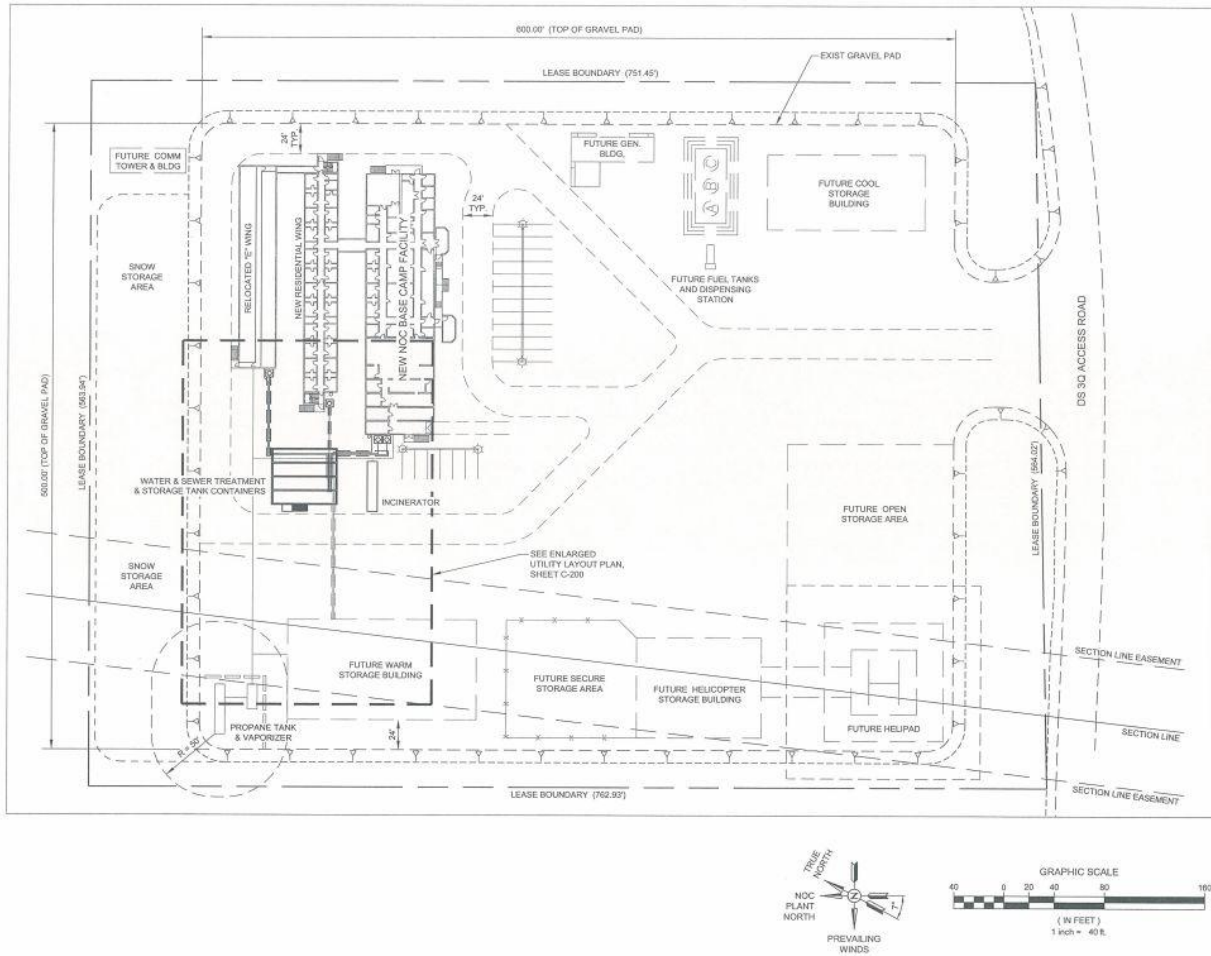 600.00' (TOP OF GRAVEL PAD)
EXIST GRAVEL PAD
LEASE BOUNDARY (751.45')
24'
TYP.
FUTURE COMM
TOWER & BLDG
FUTURE GEN.
BLDG,
A B C
FUTURE COOL
STORAGE
BUILDING
24'
TYP.
SNOW
STORAGE
AREA
RELOCATED "E" WING
NEW RESIDENTIAL WING
NEW NOC BASE CAMP FACILITY
FUTURE FUEL TANKS
AND DISPENSING
STATION
DS 3Q ACCESS ROAD
500.00' (TOP OF GRAVEL PAD)
LEASE BOUNDARY (563.94')
WATER & SEWER TREATMENT
& STORAGE TANK CONTAINERS
INCINERATOR
FUTURE OPEN
STORAGE AREA
LEASE BOUNDARY (564.02')
SEE ENLARGED
UTILITY LAYOUT PLAN,
SHEET C-200
SNOW
STORAGE
AREA
SECTION LINE EASEMENT
FUTURE WARM
STORAGE BUILDING
FUTURE SECURE
STORAGE AREA
FUTURE HELICOPTER
STORAGE BUILDING
PROPANE TANK
& VAPORIZER
R = 50'
24'
FUTURE HELIPAD
SECTION LINE
LEASE BOUNDARY (762.93')
SECTION LINE EASEMENT
TRUE
NORTH
NOC
PLANT
NORTH
N
7°
PREVAILING
WINDS
GRAPHIC SCALE
40 0 20 40 80 160
( IN FEET )
1 inch = 40 ft.